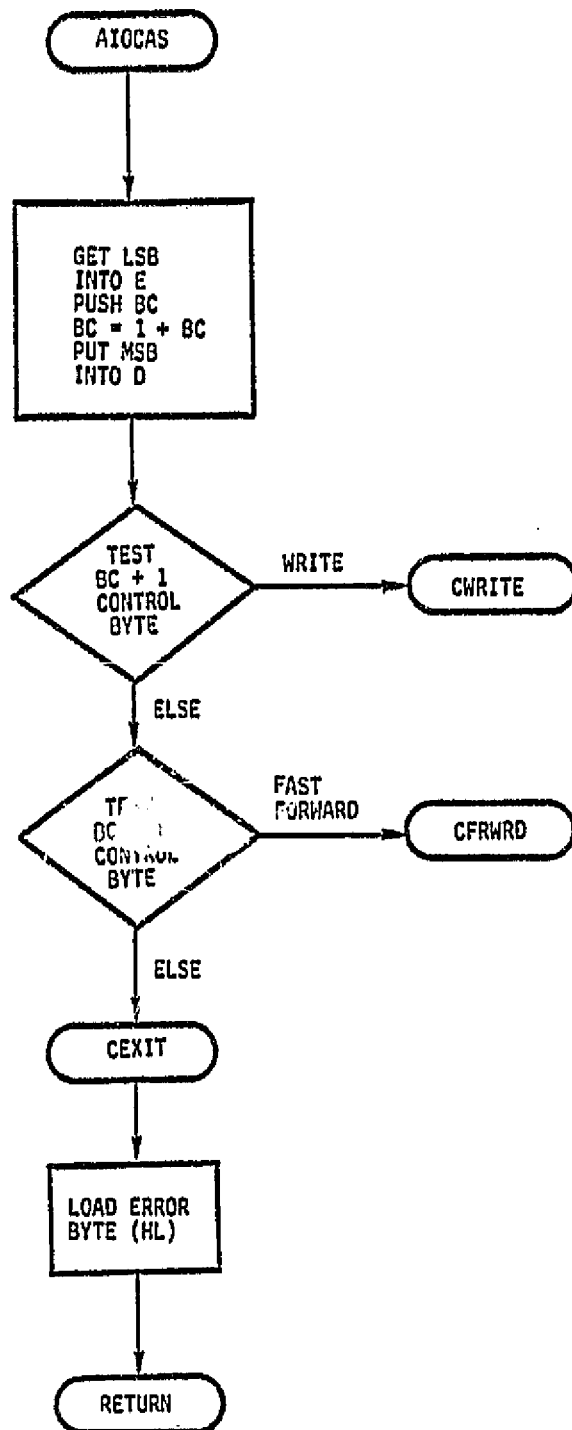 AIOCAS
GET LSB
INTO E
PUSH BC
BC = 1 + BC
PUT MSB
INTO D
TEST
BC + 1
CONTROL
BYTE
WRITE
CWRITE
ELSE
BC
CONTROL
BYTE
FAST
FORWARD
CFRWRD
ELSE
CEXIT
LOAD ERROR
BYTE (HL)
RETURN